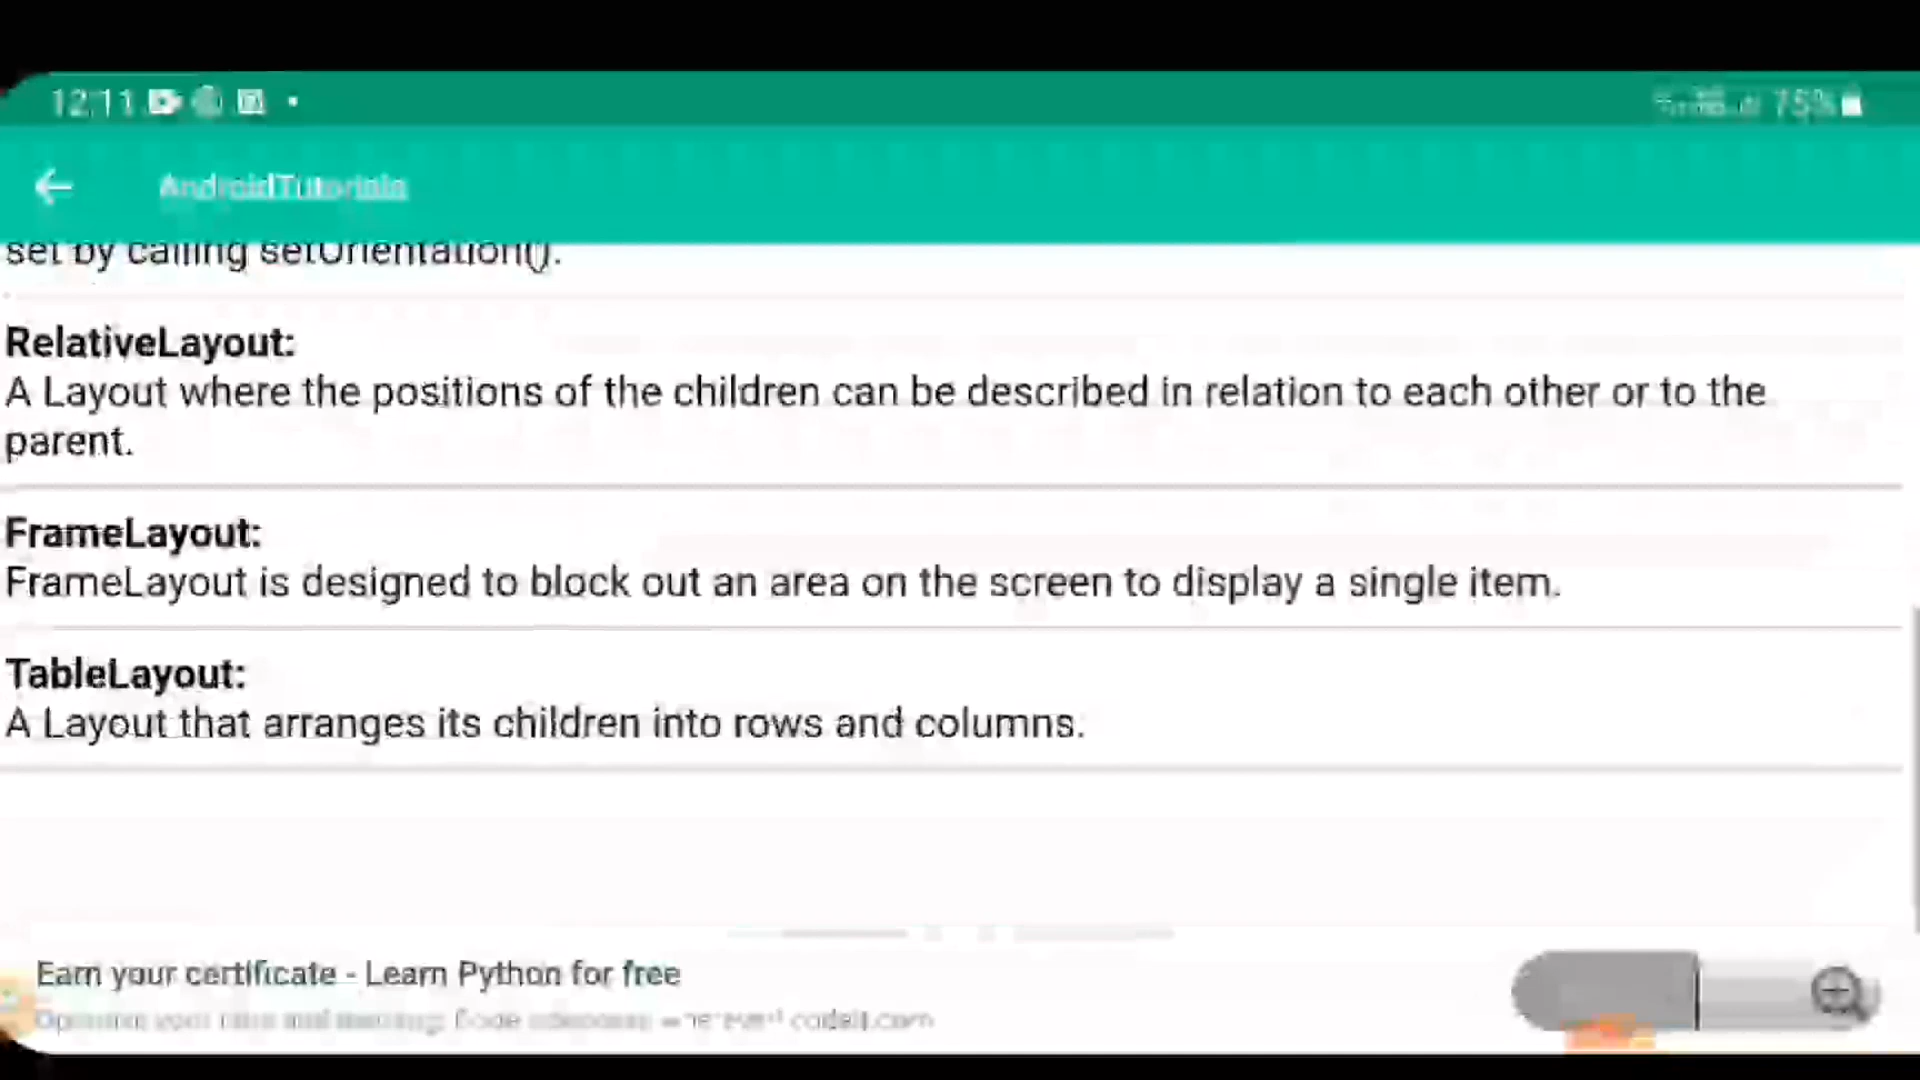 12:11
75%
AndroidTutorials
set by calling setOrientation().
RelativeLayout:
A Layout where the positions of the children can be described in relation to each other or to the
parent.
FrameLayout:
FrameLayout is designed to block out an area on the screen to display a single item.
TableLayout:
A Layout that arranges its children into rows and columns.
Earn your certificate - Learn Python for free